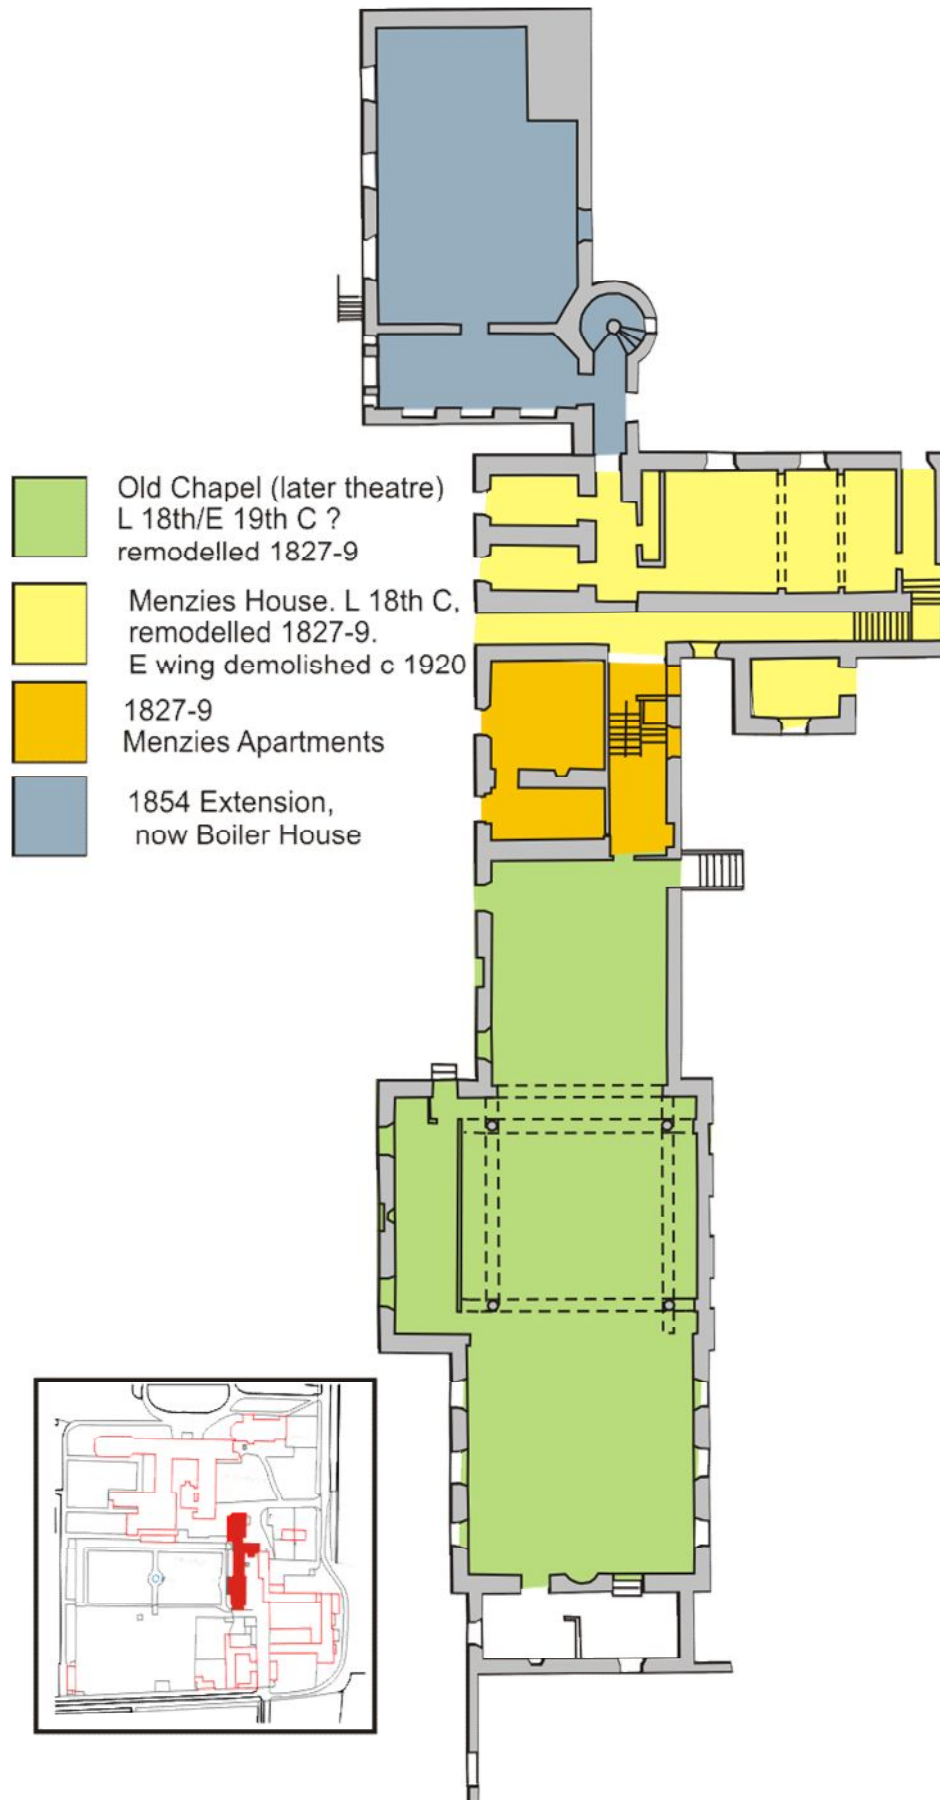 Old Chapel (later theatre)
L 18th/E 19th C ?
remodelled 1827-9
Menzies House. L 18th C,
remodelled 1827-9.
E wing demolished c 1920
1827-9
Menzies Apartments
1854 Extension,
now Boiler House